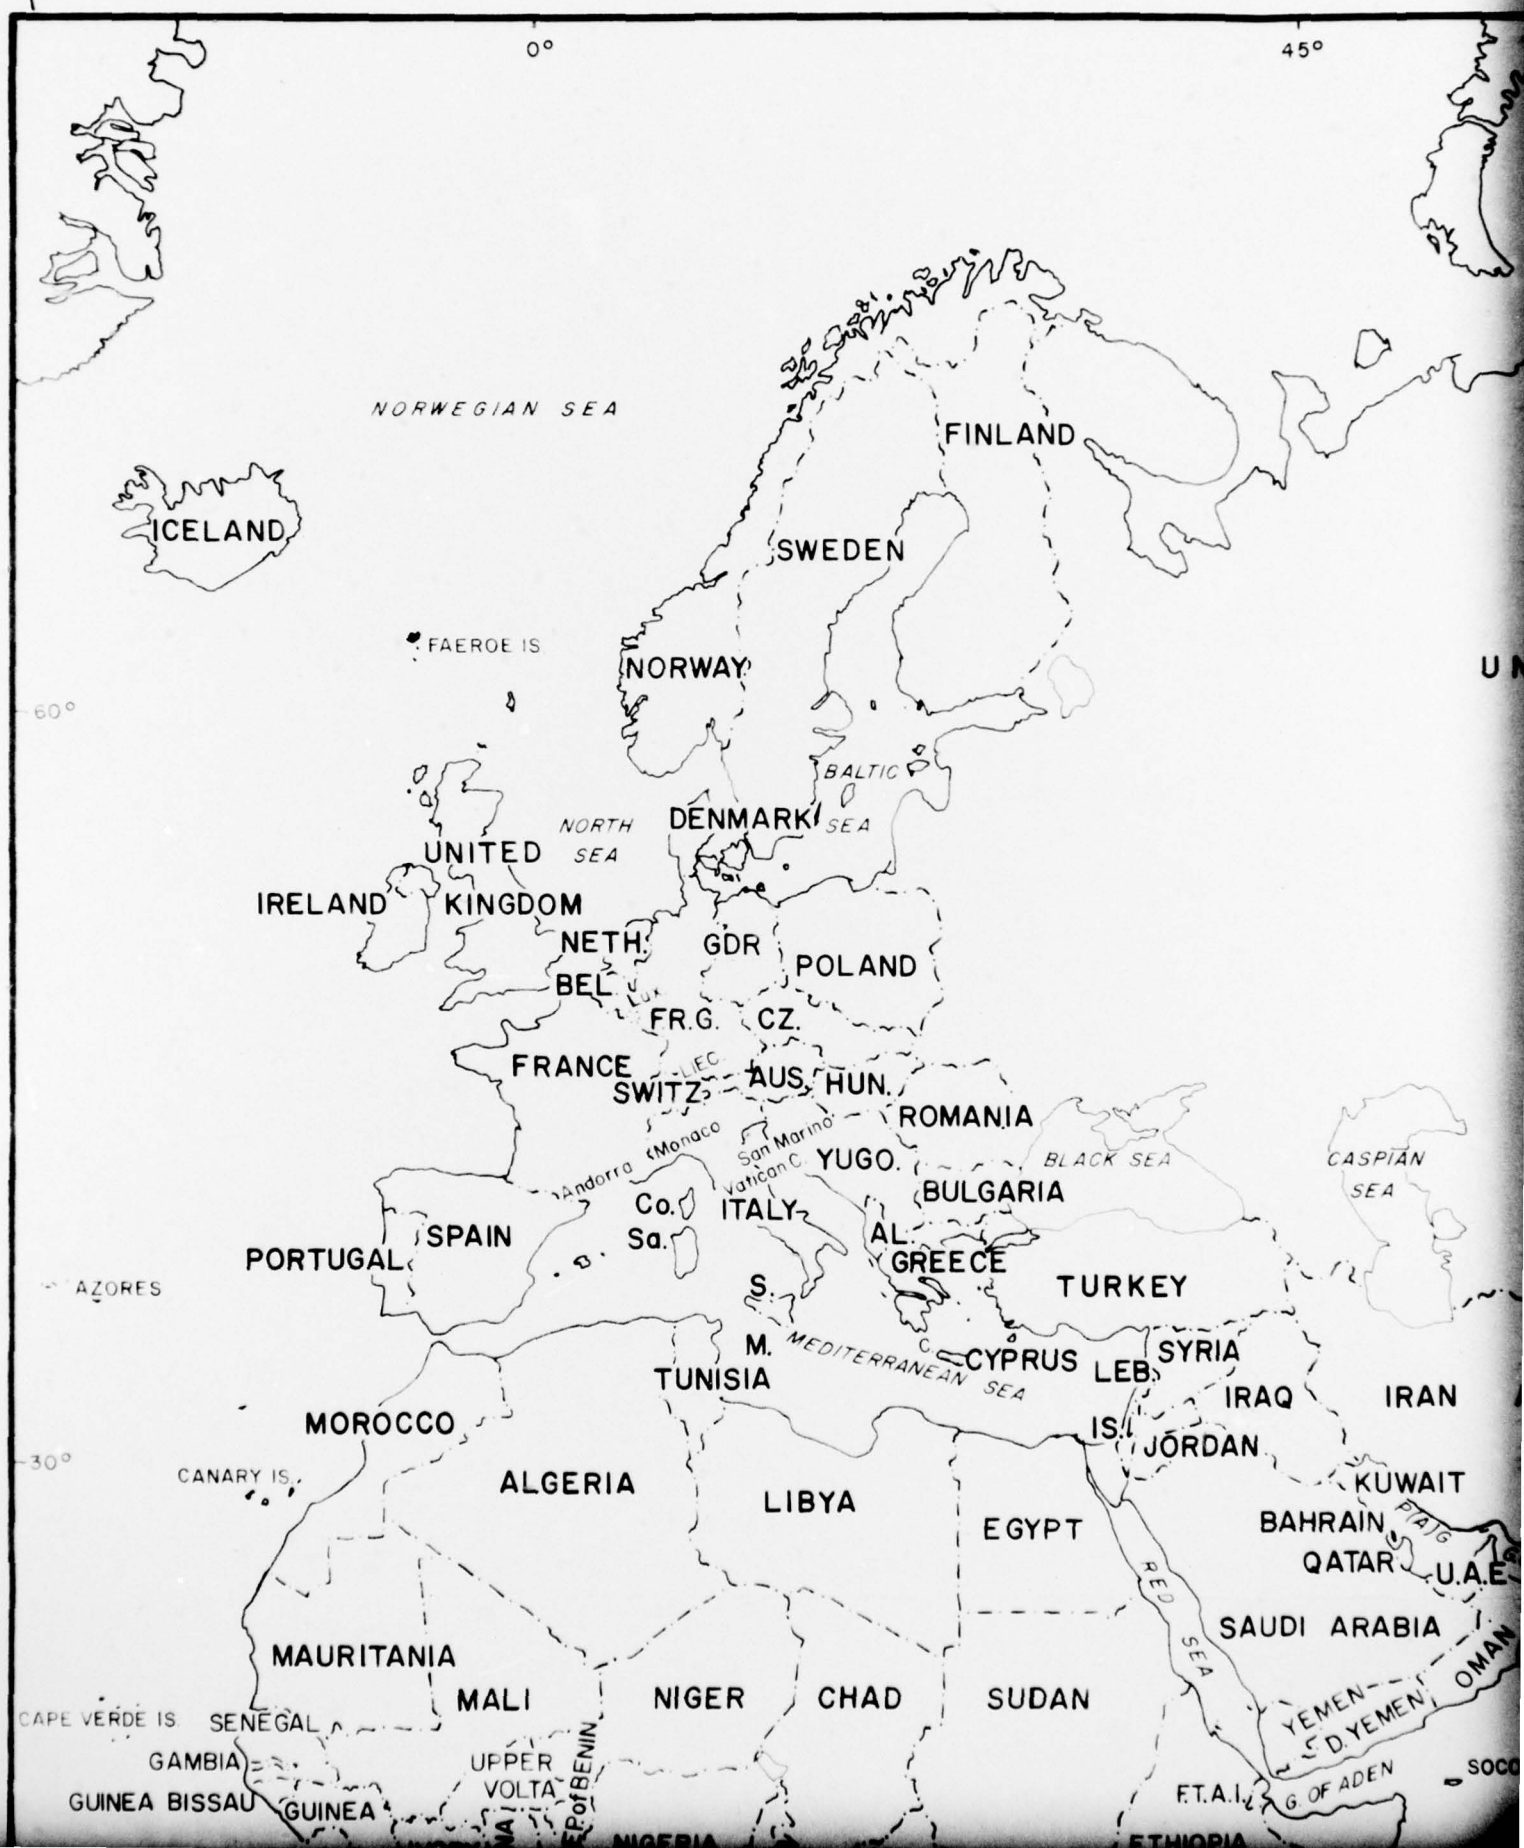 0°
45°
NORWEGIAN SEA
FINLAND
ICELAND
SWEDEN
FAEROE IS
NORWAY
60°
BALTIC
SEA
DENMARK
NORTH
SEA
UNITED
KINGDOM
IRELAND
NETH.
GDR
POLAND
BEL.
Lux
FR.G.
CZ.
FRANCE
LIEC.
SWITZ.
AUS.
HUN.
ROMANIA
Monaco
San Marino
Andorra
Vatican C.
YUGO.
BLACK SEA
CASPIAN
SEA
BULGARIA
Co.
ITALY
SPAIN
Sa.
AL.
PORTUGAL
GREECE
AZORES
S.
TURKEY
M.
MEDITERRANEAN SEA
C.
CYPRUS
LEB.
SYRIA
TUNISIA
IRAQ
IRAN
MOROCCO
IS.
JORDAN
30°
CANARY IS.
ALGERIA
LIBYA
KUWAIT
EGYPT
BAHRAIN
P(A)G
QATAR
U.A.E
RED SEA
SAUDI ARABIA
OMAN
MAURITANIA
MALI
NIGER
CHAD
SUDAN
YEMEN
D.YEMEN
CAPE VERDE IS.
SENEGAL
GAMBIA
UPPER
VOLTA
P.of BENIN
GUINEA BISSAU
GUINEA
F.T.A.I.
G. OF ADEN
SOCO
NIGERIA
ETHIOPIA